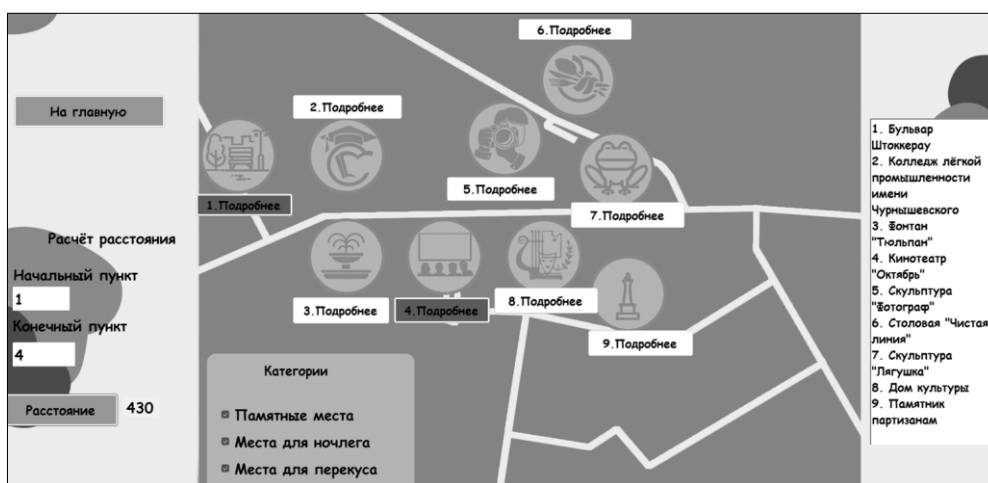 На главную
Расчёт расстояния
Начальный пункт
1
Конечный пункт
4
Расстояние 430
6.Подробнее
2.Подробнее
5.Подробнее
1.Подробнее
7.Подробнее
3.Подробнее
4.Подробнее
8.Подробнее
9.Подробнее
Категории
Памятные места
Места для ночлега
Места для перекуса
1. Бульвар
Штоккерау
2. Колледж лёгкой
промышленности
имени
Чурнышевского
3. Фонтан
"Тюльпан"
4. Кинотеатр
"Октябрь"
5. Скульптура
"Фотограф"
6. Столовая "Чистая
линия"
7. Скульптура
"Лягушка"
8. Дом культуры
9. Памятник
партизанам